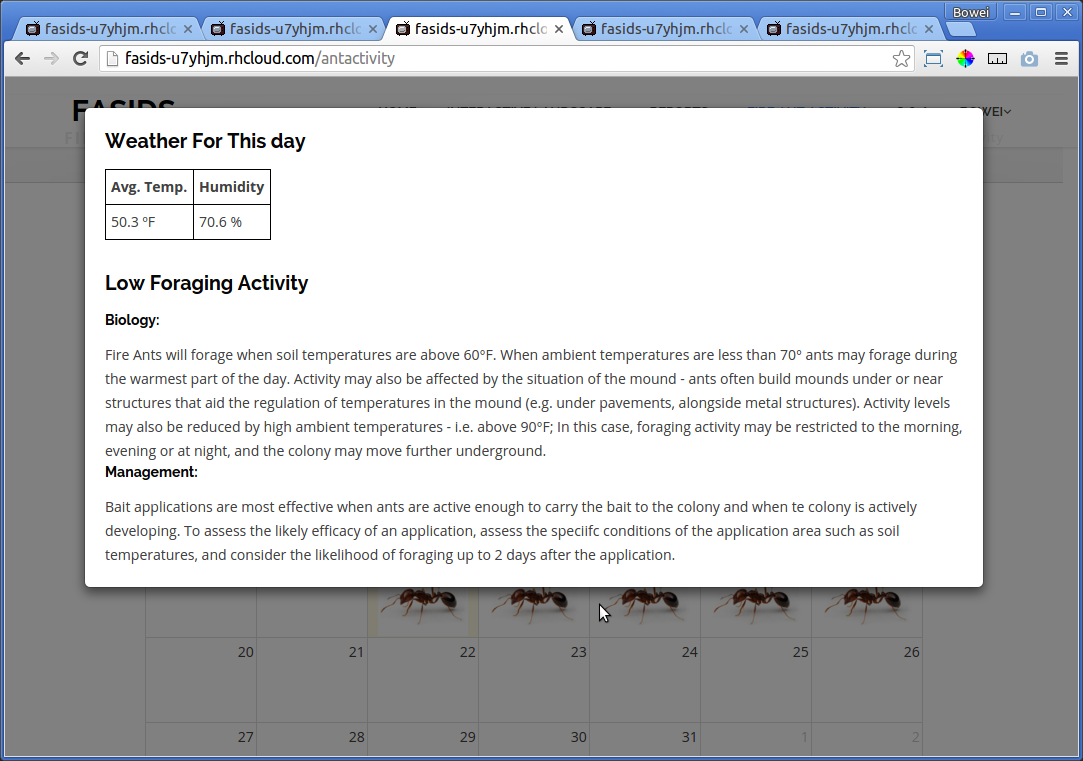 Bowei
fasids-u7yhjm.rhclo
fasids-u7yhjm.rhclo
fasids-u7yhjm.rhclo
fasids-u7yhjm.rhclo
fasids-u7yhjm.rhclo
fasids-u7yhjm.rhcloud.com/antactivity
FASIDS
Weather For This day
Avg. Temp. Humidity
50.3 ºF 70.6 %
Low Foraging Activity
Biology:
Fire Ants will forage when soil temperatures are above 60ºF. When ambient temperatures are less than 70º ants may forage during
the warmest part of the day. Activity may also be affected by the situation of the mound - ants often build mounds under or near
structures that aid the regulation of temperatures in the mound (e.g. under pavements, alongside metal structures). Activity levels
may also be reduced by high ambient temperatures - i.e. above 90ºF; In this case, foraging activity may be restricted to the morning,
evening or at night, and the colony may move further underground.
Management:
Bait applications are most effective when ants are active enough to carry the bait to the colony and when te colony is actively
developing. To assess the likely efficacy of an application, assess the speciifc conditions of the application area such as soil
temperatures, and consider the likelihood of foraging up to 2 days after the application.
20 21 22 23 24 25 26
27 28 29 30 31 1 2